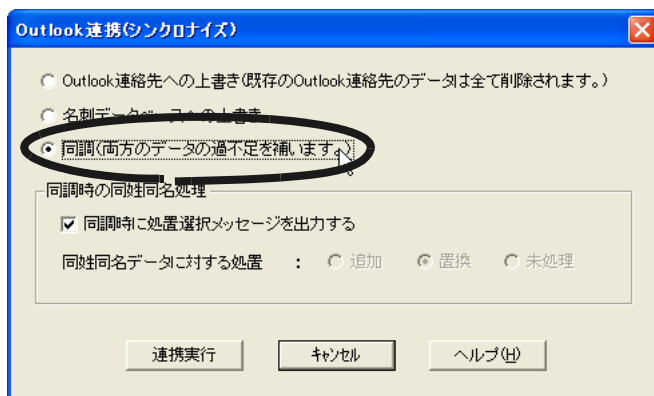 Outlook連携(シンクロナイズ)
Outlook連絡先への上書き(既存のOutlook連絡先のデータは全て削除されます。)
名刺データベースへの上書き
同調(両方のデータの過不足を補います。)
同調時の同姓同名処理
同調時に処置選択メッセージを出力する
同姓同名データに対する処置 : 追加 置換 未処理
連携実行 キャンセル ヘルプ(H)